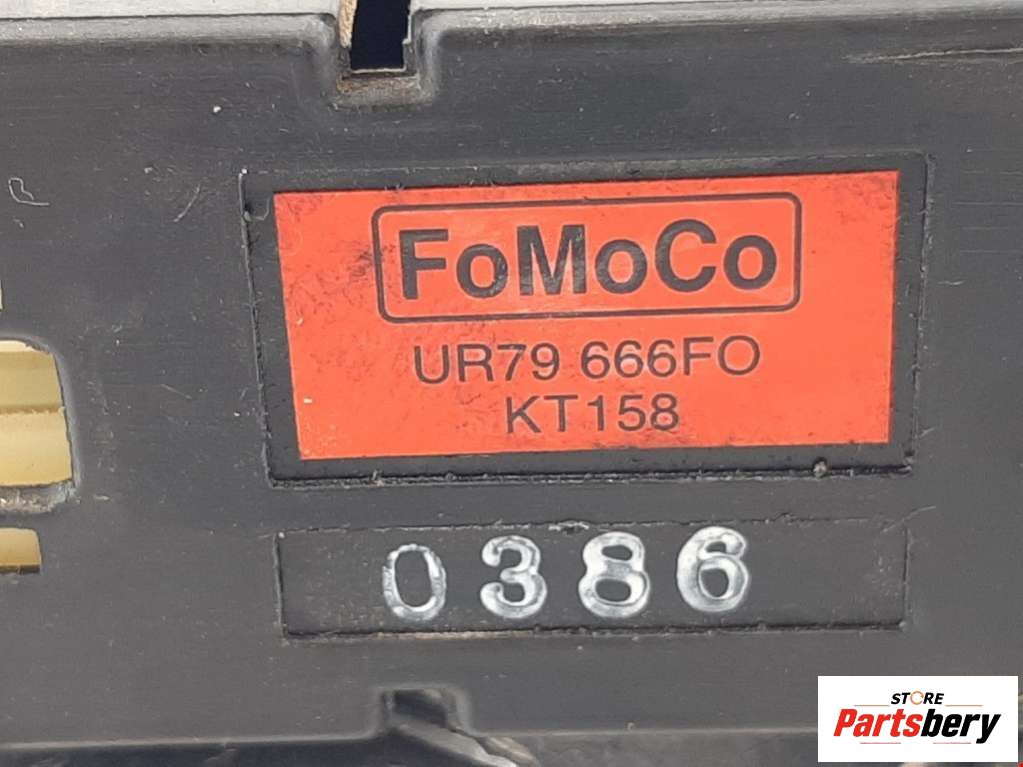 FoMoCo
UR79 666FO
KT158
0386
STORE
Partsbery